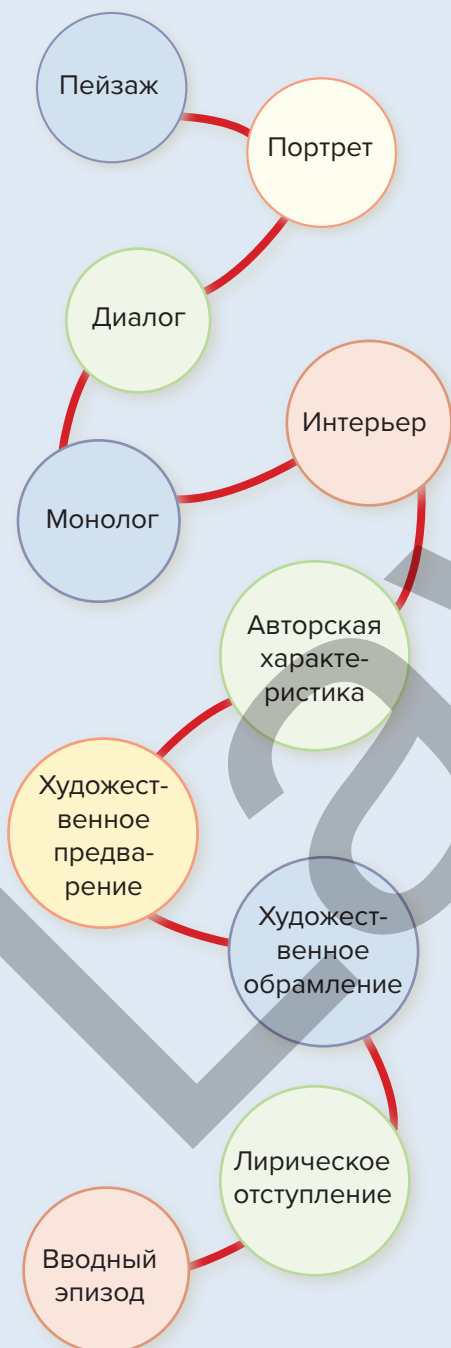 Пейзаж
Портрет
Диалог
Интерьер
Монолог
Авторская
характе-
ристика
Художест-
венное
предва-
рение
Художест-
венное
обрамление
Лирическое
отступление
Вводный
эпизод